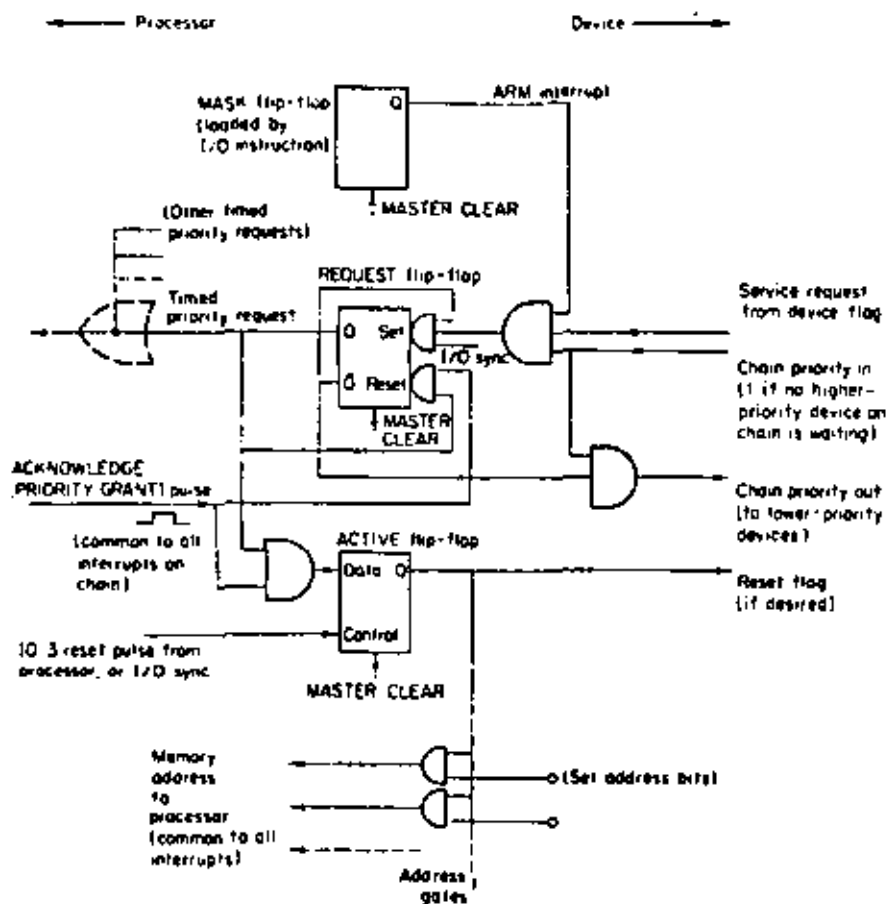 Processor
Device
MASK flip-flop
(loaded by
I/O instruction)
Q
ARM interrupt
MASTER CLEAR
(Other timed
priority requests)
REQUEST flip-flop
Timed
priority request
Q Set
I/O sync
Q̄ Reset
MASTER
CLEAR
Service request
from device flag
Chain priority in
(1 if no higher-
priority device on
chain is waiting)
ACKNOWLEDGE
(PRIORITY GRANT) pulse
(common to all
interrupts on
chain)
Chain priority out
(to lower-priority
devices)
ACTIVE flip-flop
Data Q
Control
Reset flag
(if desired)
IO 3 reset pulse from
processor, or I/O sync
MASTER CLEAR
Memory
address
to
processor
(common to all
interrupts)
(Set address bits)
Address
gates